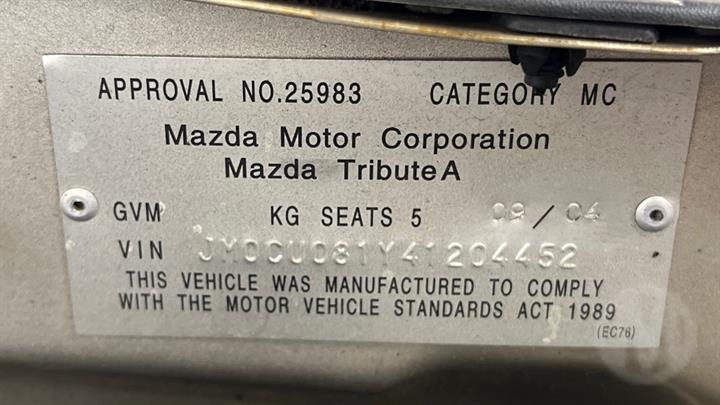 APPROVAL NO.25983 CATEGORY MC
Mazda Motor Corporation
Mazda Tribute A
GVM KG SEATS 5 09/04
VIN JM0CU081Y41204452
THIS VEHICLE WAS MANUFACTURED TO COMPLY
WITH THE MOTOR VEHICLE STANDARDS ACT 1989
(EC76)